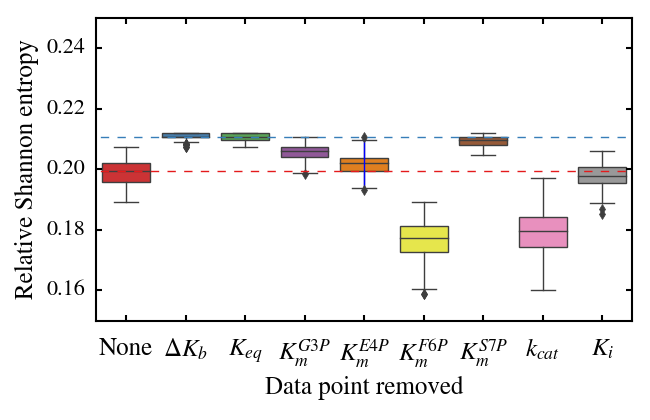 Relative Shannon entropy
0.24
0.22
0.20
0.18
0.16
None ΔK_b K_eq K_m^G3P K_m^E4P K_m^F6P K_m^S7P k_cat K_i
Data point removed